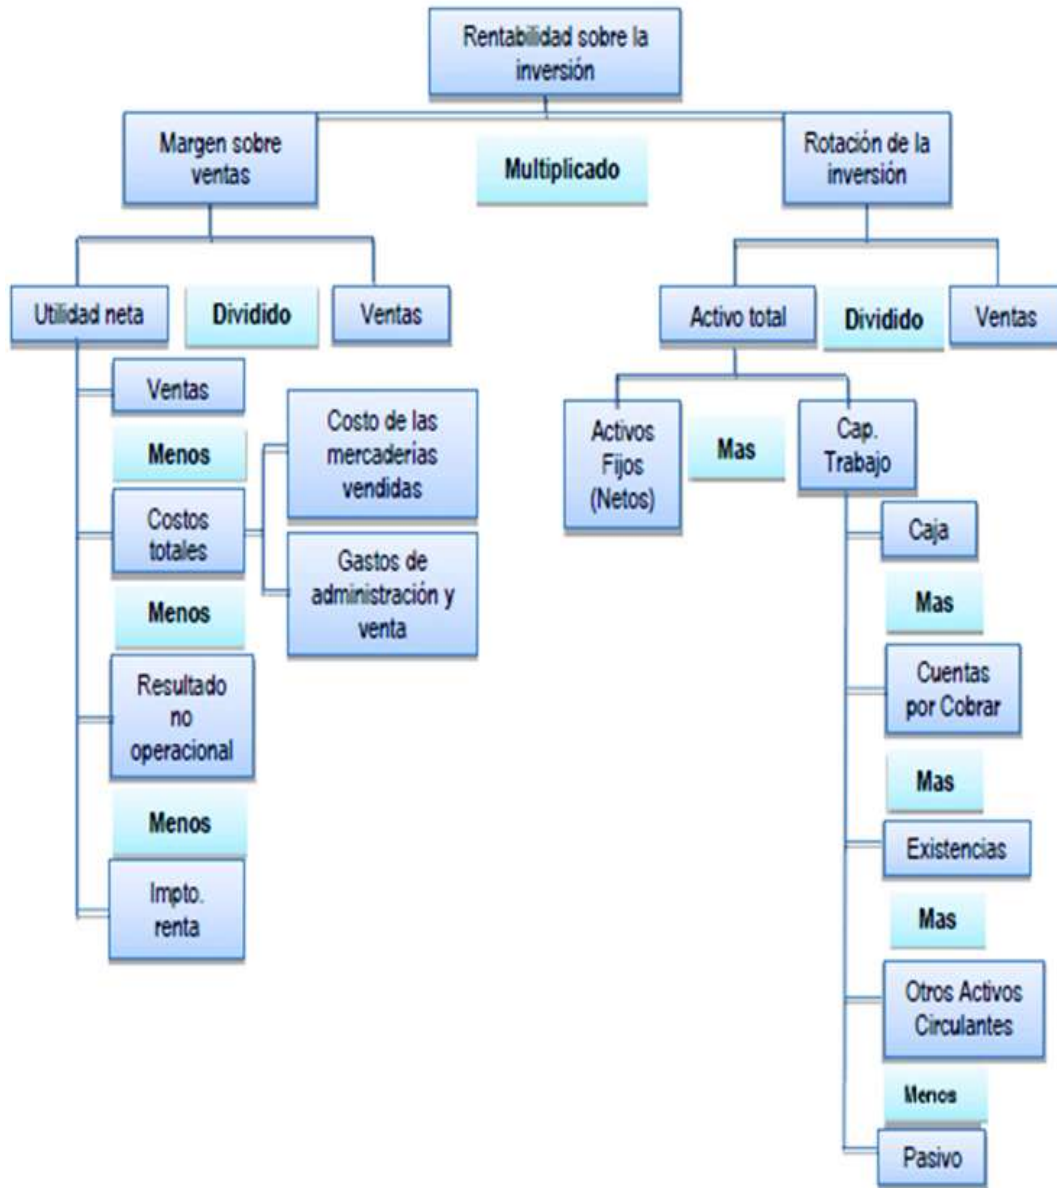 Rentabilidad sobre la
inversión
Margen sobre
ventas
Multiplicado
Rotación de la
inversión
Utilidad neta
Dividido
Ventas
Activo total
Dividido
Ventas
Ventas
Menos
Costos
totales
Costo de las
mercaderías
vendidas
Gastos de
administración y
venta
Menos
Resultado
no
operacional
Menos
Impto.
renta
Activos
Fijos
(Netos)
Mas
Cap.
Trabajo
Caja
Mas
Cuentas
por Cobrar
Mas
Existencias
Mas
Otros Activos
Circulantes
Menos
Pasivo